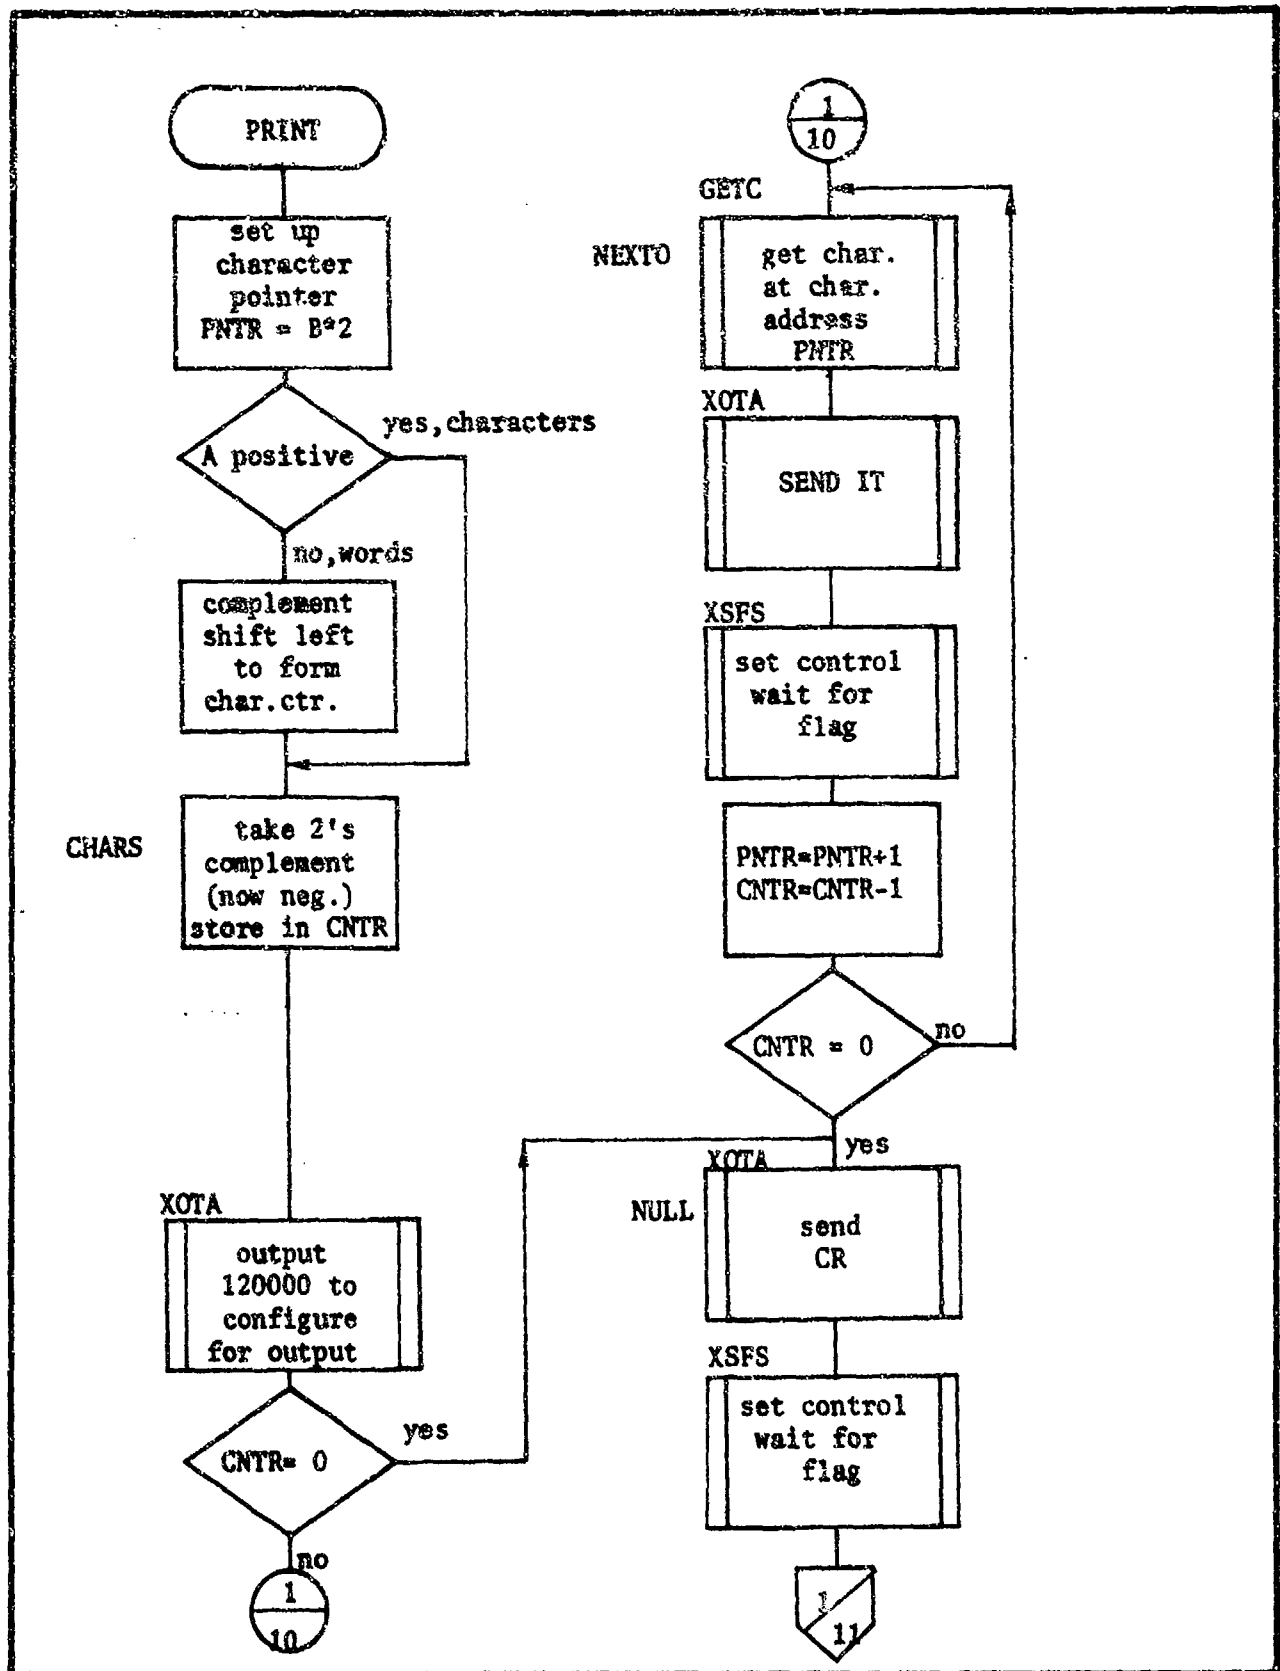 PRINT
set up
character
pointer
PNTR = B*2
A positive
yes,characters
no,words
complement
shift left
to form
char.ctr.
CHARS
take 2's
complement
(now neg.)
store in CNTR
XOTA
output
120000 to
configure
for output
CNTR= 0
yes
no
1
10
1
10
GETC
NEXTO
get char.
at char.
address
PNTR
XOTA
SEND IT
XSFS
set control
wait for
flag
PNTR=PNTR+1
CNTR=CNTR-1
CNTR = 0
no
yes
XOTA
NULL
send
CR
XSFS
set control
wait for
flag
1
11